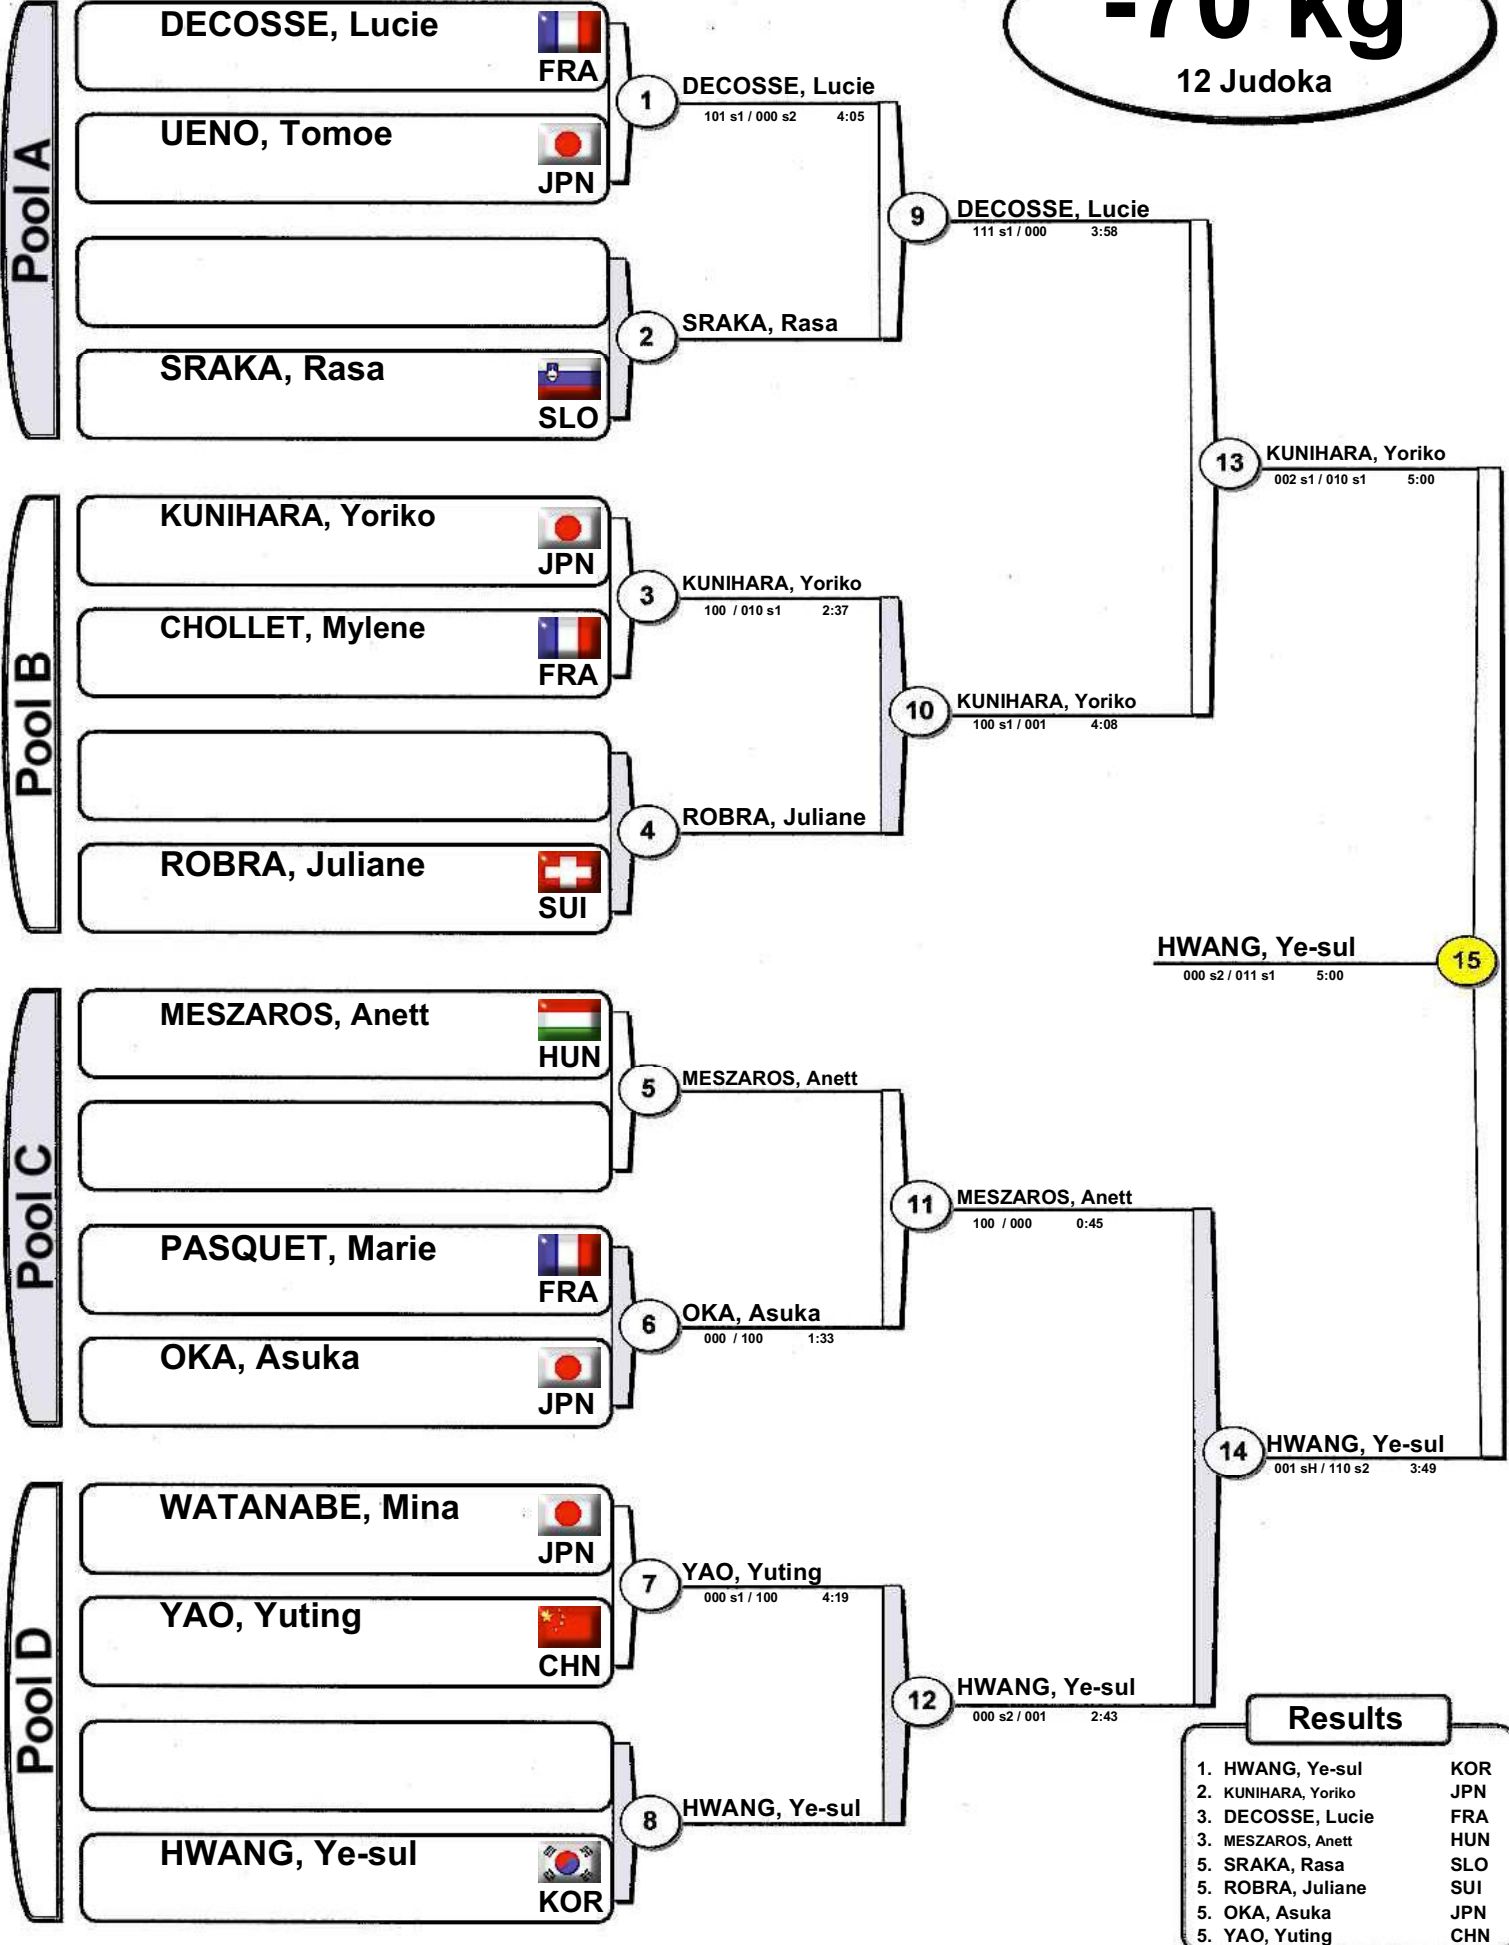 -70 kg
12 Judoka
Pool A
DECOSSE, Lucie
FRA
UENO, Tomoe
JPN
SRAKA, Rasa
SLO
1
DECOSSE, Lucie
101 s1 / 000 s2 4:05
2
SRAKA, Rasa
9
DECOSSE, Lucie
111 s1 / 000 3:58
Pool B
KUNIHARA, Yoriko
JPN
CHOLLET, Mylene
FRA
ROBRA, Juliane
SUI
3
KUNIHARA, Yoriko
100 / 010 s1 2:37
4
ROBRA, Juliane
10
KUNIHARA, Yoriko
100 s1 / 001 4:08
13
KUNIHARA, Yoriko
002 s1 / 010 s1 5:00
HWANG, Ye-sul
000 s2 / 011 s1 5:00
15
Pool C
MESZAROS, Anett
HUN
PASQUET, Marie
FRA
OKA, Asuka
JPN
5
MESZAROS, Anett
6
OKA, Asuka
000 / 100 1:33
11
MESZAROS, Anett
100 / 000 0:45
Pool D
WATANABE, Mina
JPN
YAO, Yuting
CHN
HWANG, Ye-sul
KOR
7
YAO, Yuting
000 s1 / 100 4:19
8
HWANG, Ye-sul
12
HWANG, Ye-sul
000 s2 / 001 2:43
14
HWANG, Ye-sul
001 sH / 110 s2 3:49
Results
1. HWANG, Ye-sul KOR
2. KUNIHARA, Yoriko JPN
3. DECOSSE, Lucie FRA
3. MESZAROS, Anett HUN
5. SRAKA, Rasa SLO
5. ROBRA, Juliane SUI
5. OKA, Asuka JPN
5. YAO, Yuting CHN